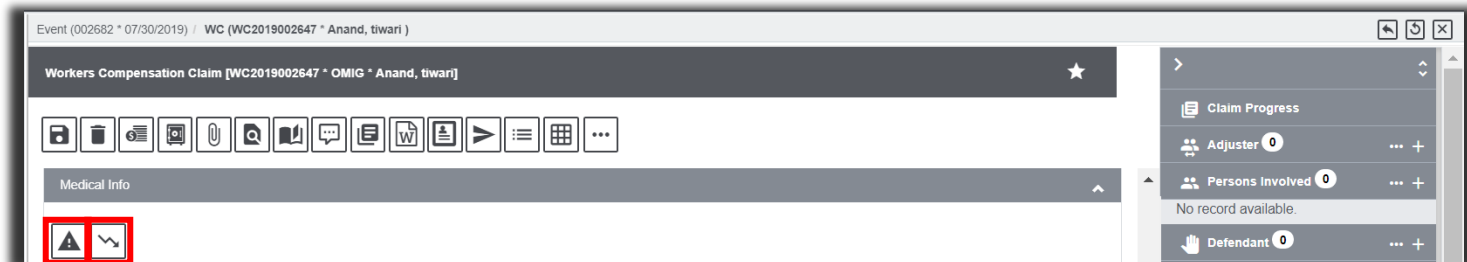 Event (002682 * 07/30/2019) / WC (WC2019002647 * Anand, tiwari )
Workers Compensation Claim [WC2019002647 * OMIG * Anand, tiwari]
Claim Progress
Adjuster 0
Persons Involved 0
Medical Info
No record available.
Defendant 0